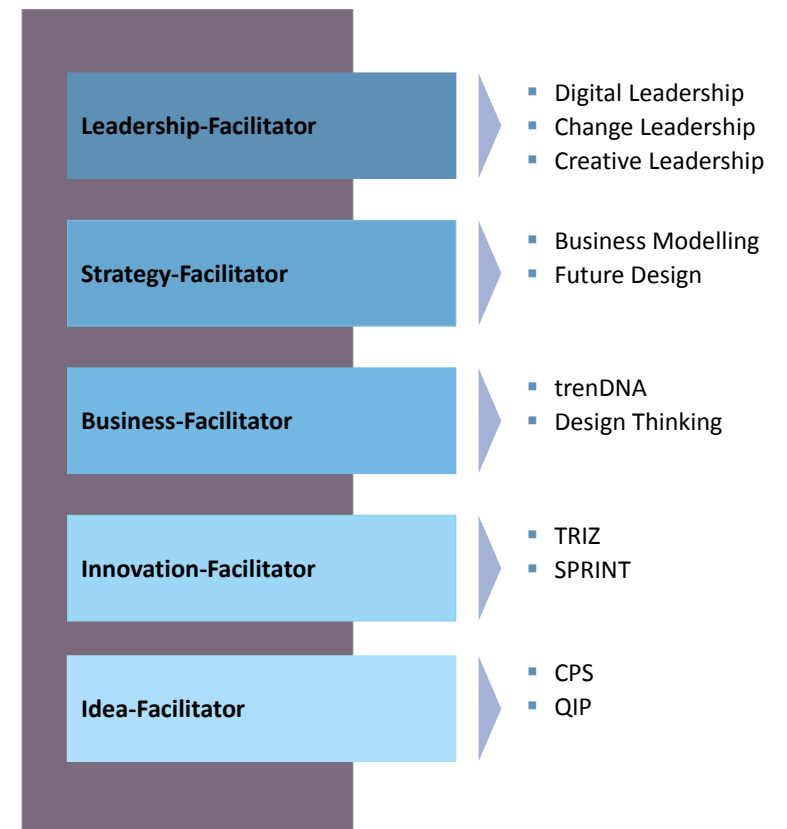 Leadership-Facilitator
▪ Digital Leadership
▪ Change Leadership
▪ Creative Leadership
Strategy-Facilitator
▪ Business Modelling
▪ Future Design
Business-Facilitator
▪ trenDNA
▪ Design Thinking
Innovation-Facilitator
▪ TRIZ
▪ SPRINT
Idea-Facilitator
▪ CPS
▪ QIP